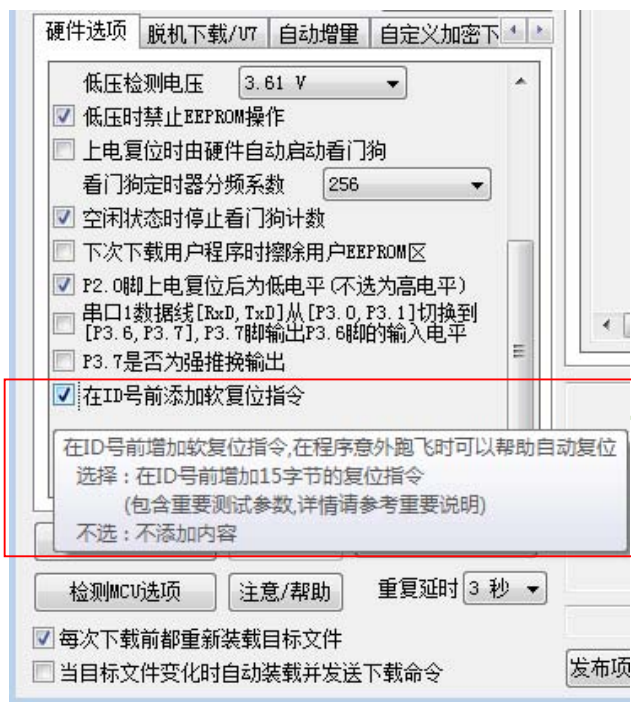 硬件选项 脱机下载/U7 自动增量 自定义加密下
低压检测电压 3.61 V
低压时禁止EEPROM操作
上电复位时由硬件自动启动看门狗
看门狗定时器分频系数 256
空闲状态时停止看门狗计数
下次下载用户程序时擦除用户EEPROM区
P2.0脚上电复位后为低电平(不选为高电平)
串口1数据线[RxD,TxD]从[P3.0,P3.1]切换到
[P3.6,P3.7],P3.7脚输出P3.6脚的输入电平
P3.7是否为强推挽输出
在ID号前添加软复位指令
在ID号前增加软复位指令,在程序意外跑飞时可以帮助自动复位
选择：在ID号前增加15字节的复位指令
(包含重要测试参数,详情请参考重要说明)
不选：不添加内容
检测MCU选项 注意/帮助 重复延时 3 秒
每次下载前都重新装载目标文件
当目标文件变化时自动装载并发送下载命令 发布项